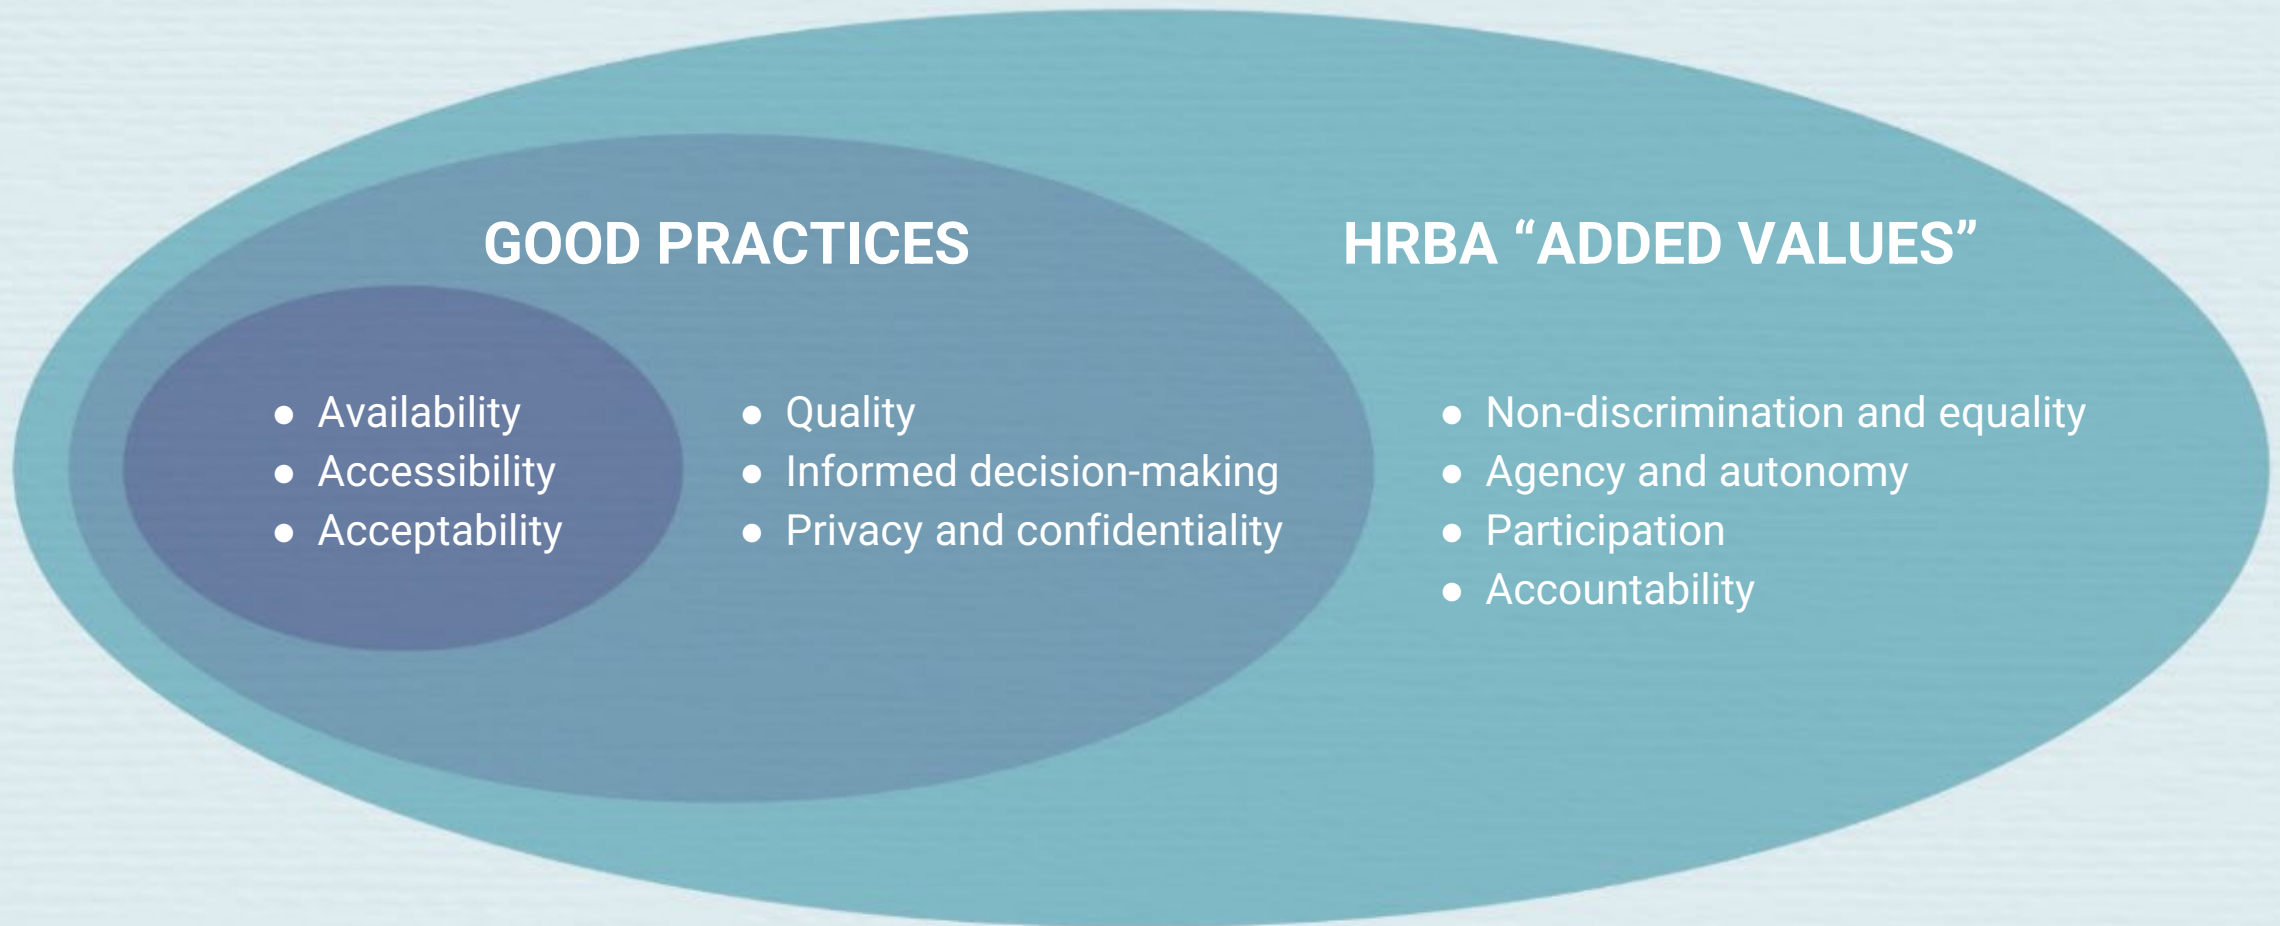 GOOD PRACTICES
● Availability
● Accessibility
● Acceptability
● Quality
● Informed decision-making
● Privacy and confidentiality
HRBA “ADDED VALUES”
● Non-discrimination and equality
● Agency and autonomy
● Participation
● Accountability